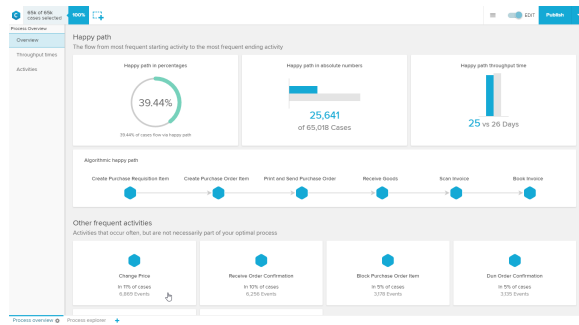 65k of 65k
cases selected
100%
EDIT
Publish
Process Overview
Overview
Throughput times
Activities
Happy path
The flow from most frequent starting activity to the most frequent ending activity
Happy path in percentages
39.44%
39.44% of cases flow via happy path
Happy path in absolute numbers
25,641
of 65,018 Cases
Happy path throughput time
25 vs 26 Days
Algorithmic happy path
Create Purchase Requisition Item
Create Purchase Order Item
Print and Send Purchase Order
Receive Goods
Scan Invoice
Book Invoice
Other frequent activities
Activities that occur often, but are not necessarily part of your optimal process
Change Price
In 11% of cases
6,869 Events
Receive Order Confirmation
In 10% of cases
6,256 Events
Block Purchase Order Item
In 5% of cases
3,178 Events
Dun Order Confirmation
In 5% of cases
3,135 Events
Process overview
Process explorer